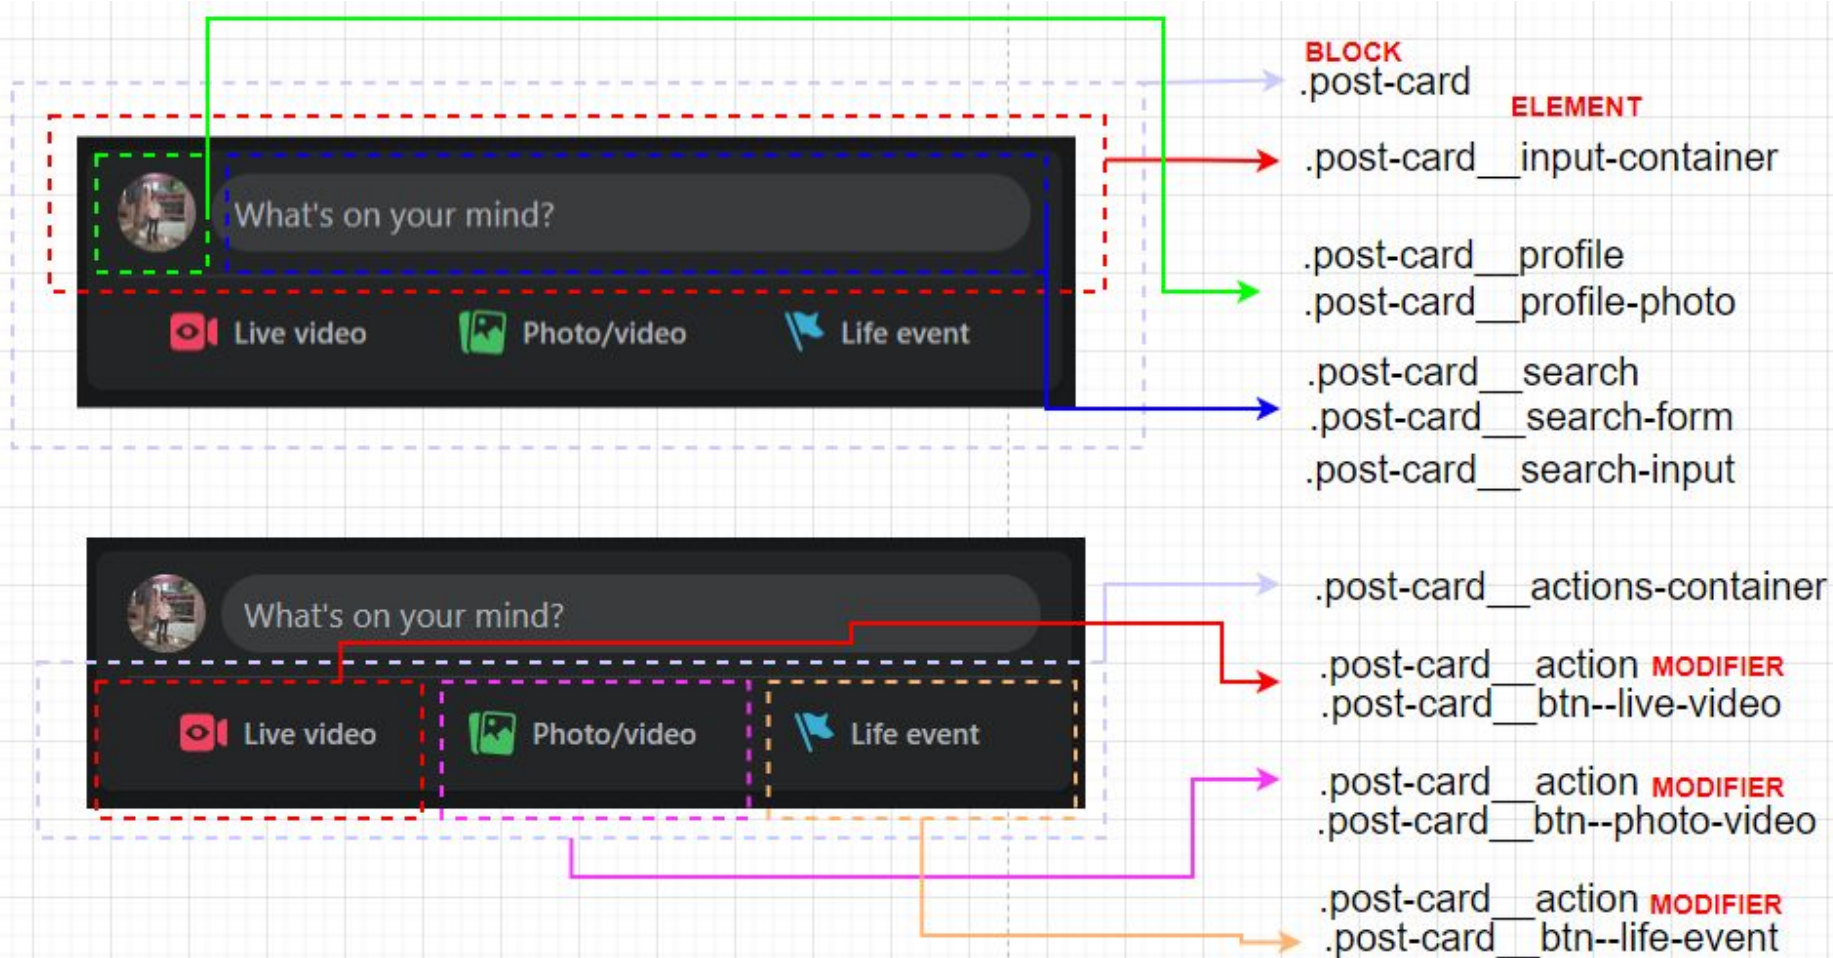 BLOCK
.post-card
ELEMENT
.post-card__input-container
What's on your mind?
.post-card__profile
.post-card__profile-photo
Live video
Photo/video
Life event
.post-card__search
.post-card__search-form
.post-card__search-input
.post-card__actions-container
What's on your mind?
.post-card__action MODIFIER
.post-card__btn--live-video
Live video
Photo/video
Life event
.post-card__action MODIFIER
.post-card__btn--photo-video
.post-card__action MODIFIER
.post-card__btn--life-event